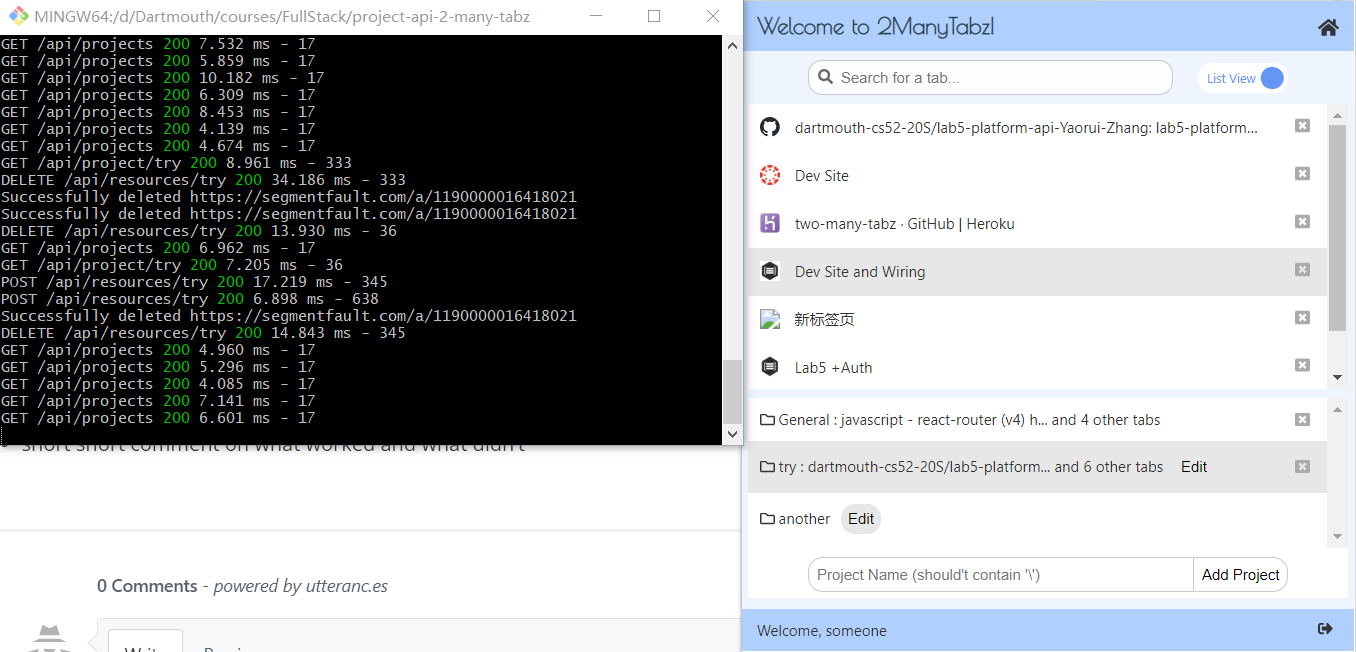 MINGW64:/d/Dartmouth/courses/FullStack/project-api-2-many-tabz
GET /api/projects 200 7.532 ms - 17
GET /api/projects 200 5.859 ms - 17
GET /api/projects 200 10.182 ms - 17
GET /api/projects 200 6.309 ms - 17
GET /api/projects 200 8.453 ms - 17
GET /api/projects 200 4.139 ms - 17
GET /api/projects 200 4.674 ms - 17
GET /api/project/try 200 8.961 ms - 333
DELETE /api/resources/try 200 34.186 ms - 333
Successfully deleted https://segmentfault.com/a/1190000016418021
Successfully deleted https://segmentfault.com/a/1190000016418021
DELETE /api/resources/try 200 13.930 ms - 36
GET /api/projects 200 6.962 ms - 17
GET /api/project/try 200 7.205 ms - 36
POST /api/resources/try 200 17.219 ms - 345
POST /api/resources/try 200 6.898 ms - 638
Successfully deleted https://segmentfault.com/a/1190000016418021
DELETE /api/resources/try 200 14.843 ms - 345
GET /api/projects 200 4.960 ms - 17
GET /api/projects 200 5.296 ms - 17
GET /api/projects 200 4.085 ms - 17
GET /api/projects 200 7.141 ms - 17
GET /api/projects 200 6.601 ms - 17
short short comment on what worked and what didn't
0 Comments - powered by utteranc.es
Welcome to 2ManyTabz!
Search for a tab...
List View
dartmouth-cs52-20S/lab5-platform-api-Yaorui-Zhang: lab5-platform...
Dev Site
two-many-tabz · GitHub | Heroku
Dev Site and Wiring
新标签页
Lab5 +Auth
General : javascript - react-router (v4) h... and 4 other tabs
try : dartmouth-cs52-20S/lab5-platform... and 6 other tabs Edit
another Edit
Project Name (should't contain '\')
Add Project
Welcome, someone